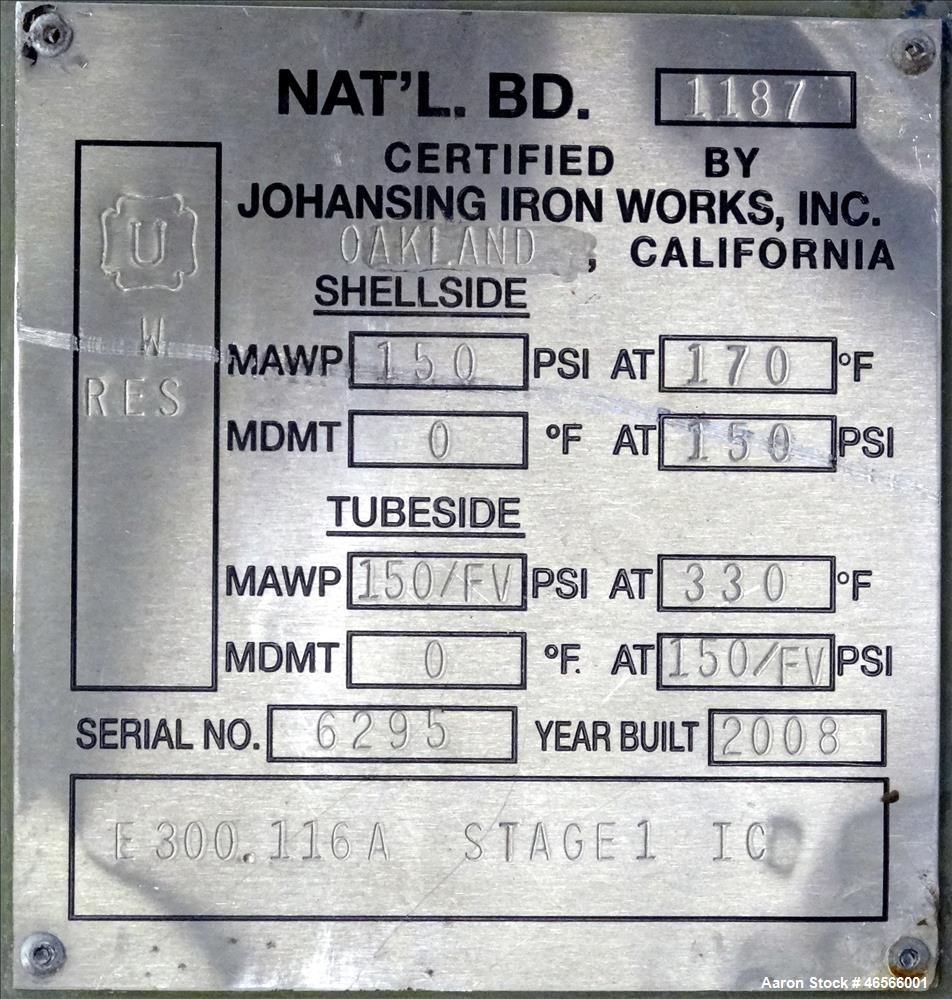 NAT'L. BD. 1187
CERTIFIED BY
JOHANSING IRON WORKS, INC.
OAKLAND, CALIFORNIA
U
W
RES
SHELLSIDE
MAWP 150 PSI AT 170 °F
MDMT 0 °F AT 150 PSI
TUBESIDE
MAWP 150/FV PSI AT 330 °F
MDMT 0 °F. AT 150/FV PSI
SERIAL NO. 6295 YEAR BUILT 2008
E300.116A STAGE1 IC
Aaron Stock # 46566001